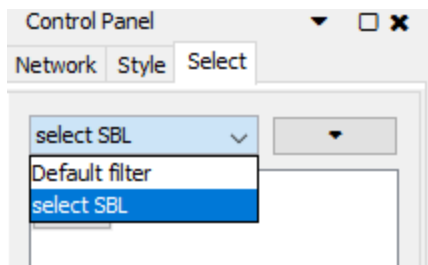 Control Panel
Network Style Select
select SBL
Default filter
select SBL